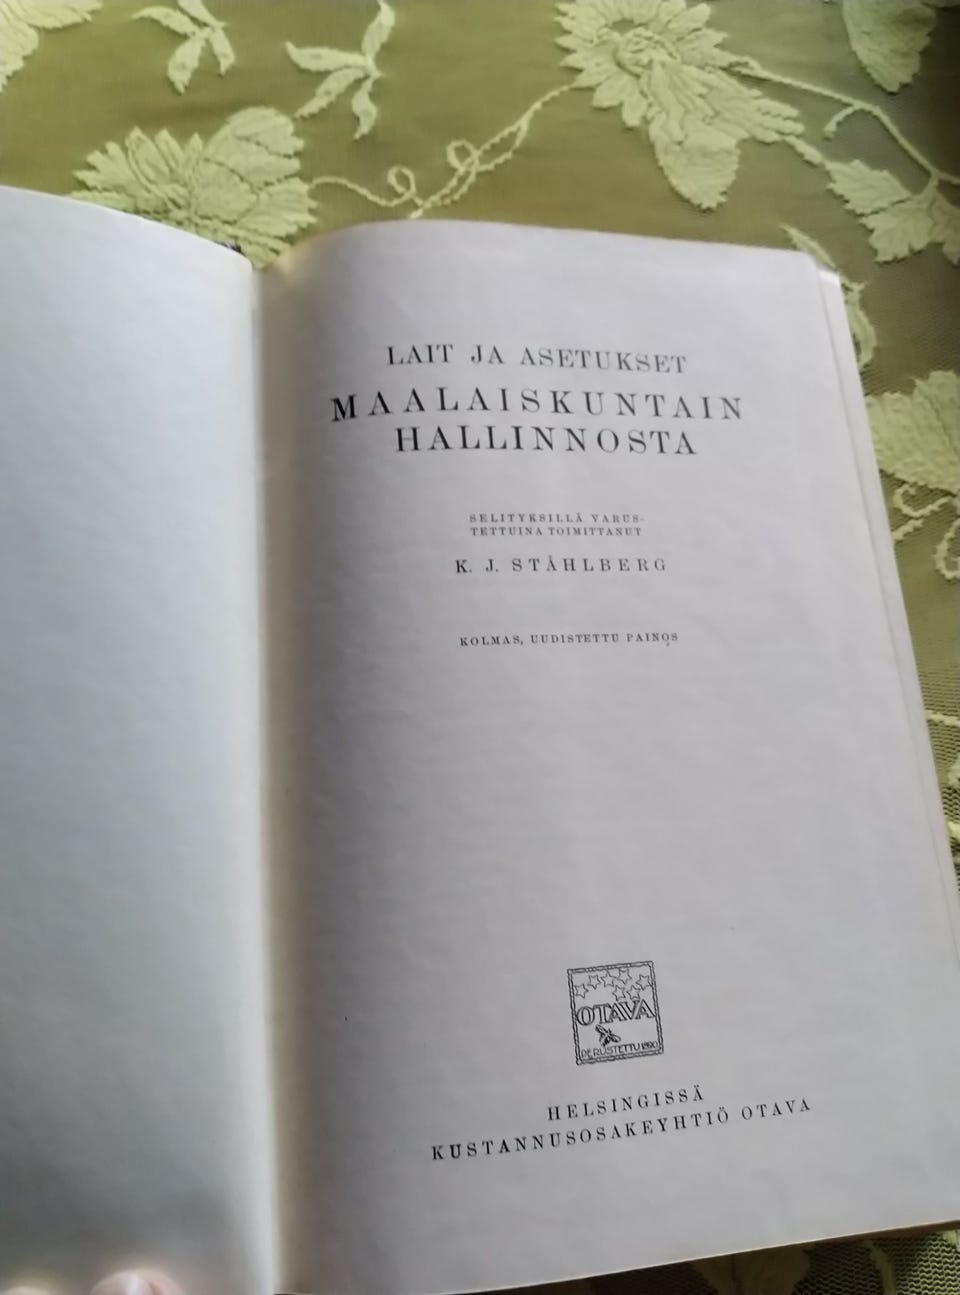 LAIT JA ASETUKSET
MAALAISKUNTAIN
HALLINNOSTA
SELITYKSILLÄ VARUS-
TETTUINA TOIMITTANUT
K. J. STÅHLBERG
KOLMAS, UUDISTETTU PAINOS
OTAVA
PERUSTETTU 1890
HELSINGISSÄ
KUSTANNUSOSAKEYHTIÖ OTAVA